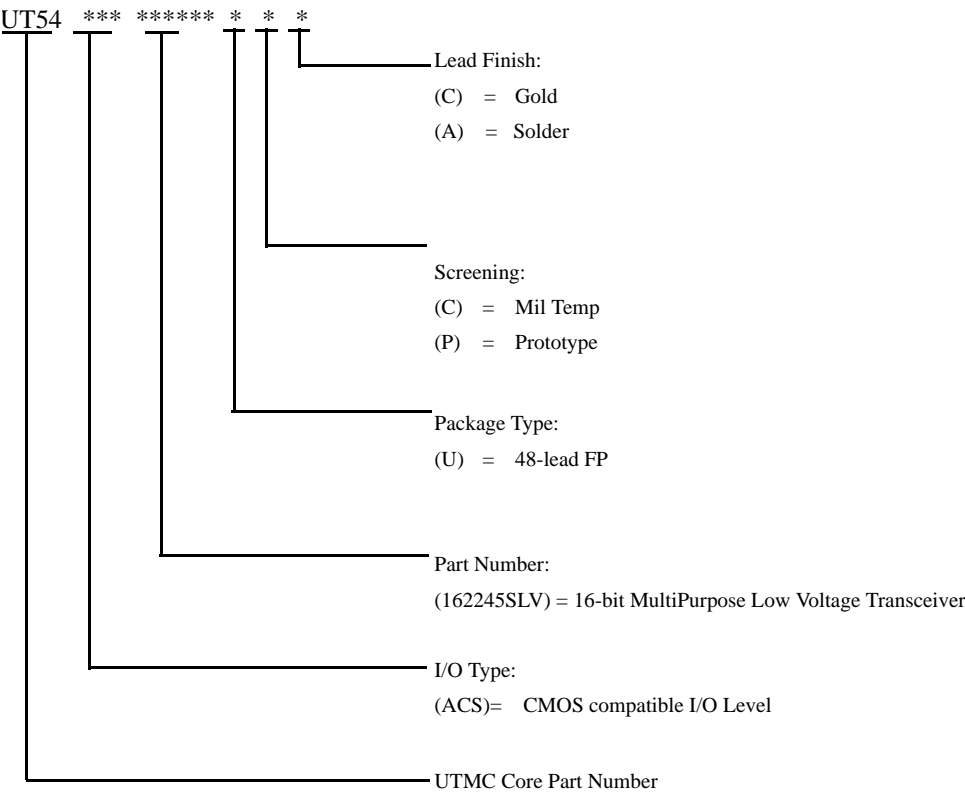 UT54 *** ****** * * *
Lead Finish:
(C) = Gold
(A) = Solder
Screening:
(C) = Mil Temp
(P) = Prototype
Package Type:
(U) = 48-lead FP
Part Number:
(162245SLV) = 16-bit MultiPurpose Low Voltage Transceiver
I/O Type:
(ACS)= CMOS compatible I/O Level
UTMC Core Part Number